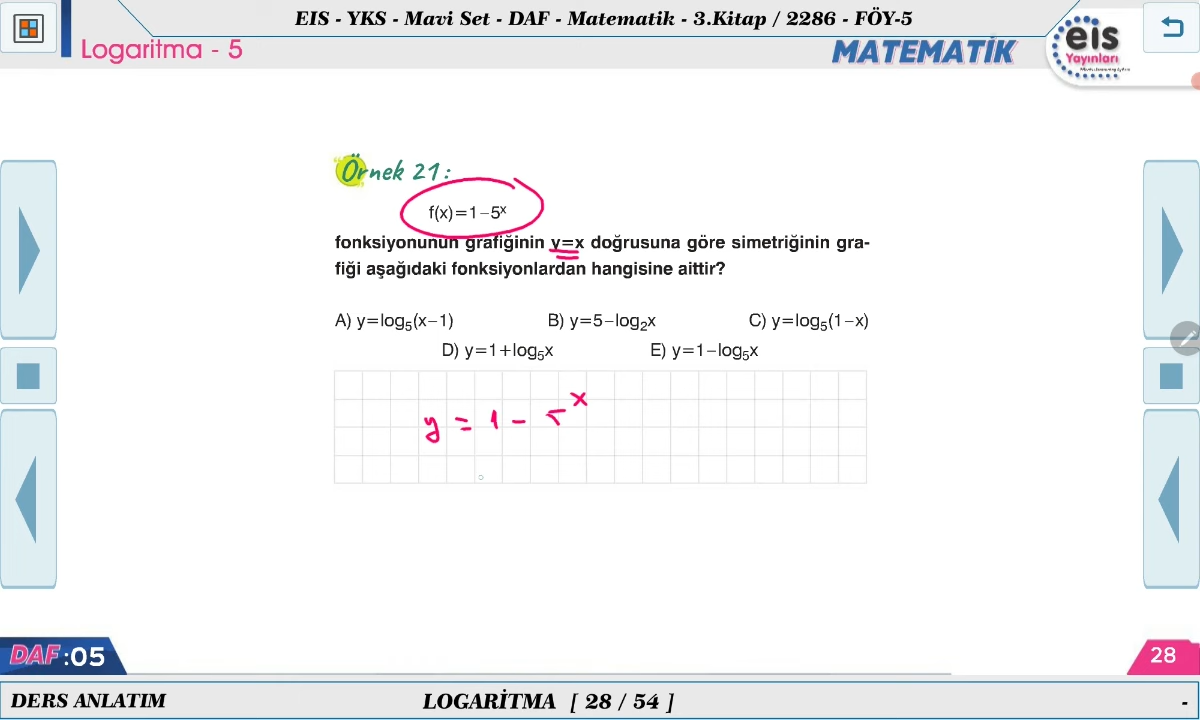 EIS - YKS - Mavi Set - DAF - Matematik - 3.Kitap / 2286 - FÖY-5
Logaritma - 5
MATEMATİK
eis
Yayınları
Örnek 21:
f(x)=1−5ˣ
fonksiyonunun grafiğinin y=x doğrusuna göre simetriğinin gra-
fiği aşağıdaki fonksiyonlardan hangisine aittir?
A) y=log₅(x−1) B) y=5−log₂x C) y=log₅(1−x)
D) y=1+log₅x E) y=1−log₅x
y = 1 - 5ˣ
DAF:05
28
DERS ANLATIM
LOGARİTMA [ 28 / 54 ]
-